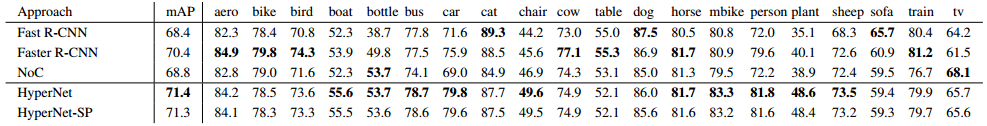 Approach mAP aero bike bird boat bottle bus car cat chair cow table dog horse mbike person plant sheep sofa train tv
Fast R-CNN 68.4 82.3 78.4 70.8 52.3 38.7 77.8 71.6 89.3 44.2 73.0 55.0 87.5 80.5 80.8 72.0 35.1 68.3 65.7 80.4 64.2
Faster R-CNN 70.4 84.9 79.8 74.3 53.9 49.8 77.5 75.9 88.5 45.6 77.1 55.3 86.9 81.7 80.9 79.6 40.1 72.6 60.9 81.2 61.5
NoC 68.8 82.8 79.0 71.6 52.3 53.7 74.1 69.0 84.9 46.9 74.3 53.1 85.0 81.3 79.5 72.2 38.9 72.4 59.5 76.7 68.1
HyperNet 71.4 84.2 78.5 73.6 55.6 53.7 78.7 79.8 87.7 49.6 74.9 52.1 86.0 81.7 83.3 81.8 48.6 73.5 59.4 79.9 65.7
HyperNet-SP 71.3 84.1 78.3 73.3 55.5 53.6 78.6 79.6 87.5 49.5 74.9 52.1 85.6 81.6 83.2 81.6 48.4 73.2 59.3 79.7 65.6